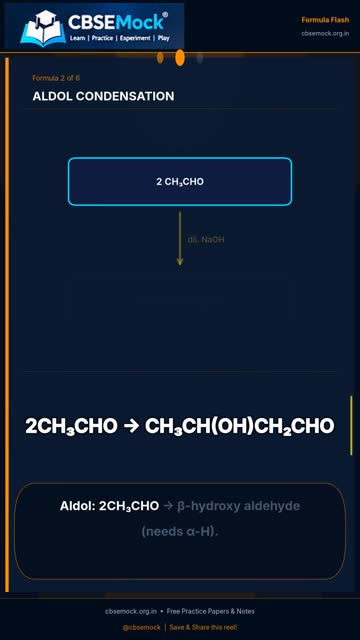 CBSEMock®
Learn | Practice | Experiment | Play
Formula Flash
cbsemock.org.in
Formula 2 of 6
ALDOL CONDENSATION
2 CH₃CHO
dil. NaOH
2CH₃CHO → CH₃CH(OH)CH₂CHO
Aldol: 2CH₃CHO → β-hydroxy aldehyde
(needs α-H).
cbsemock.org.in • Free Practice Papers & Notes
@cbsemock | Save & Share this reel!